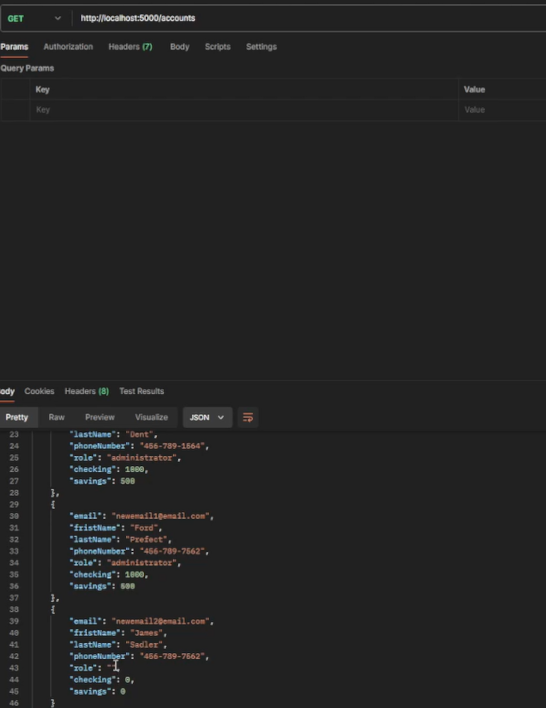 GET http://localhost:5000/accounts
Params Authorization Headers (7) Body Scripts Settings
Query Params
Key Value
Key Value
ody Cookies Headers (8) Test Results
Pretty Raw Preview Visualize JSON
23 "lastName": "Dent",
24 "phoneNumber": "456-789-1564",
25 "role": "administrator",
26 "checking": 1000,
27 "savings": 500
28 },
29 {
30 "email": "newemail1@email.com",
31 "fristName": "Ford",
32 "lastName": "Prefect",
33 "phoneNumber": "456-789-7562",
34 "role": "administrator",
35 "checking": 1000,
36 "savings": 500
37 },
38 {
39 "email": "newemail2@email.com",
40 "fristName": "James",
41 "lastName": "Sadler",
42 "phoneNumber": "456-789-7562",
43 "role": "",
44 "checking": 0,
45 "savings": 0
46 }